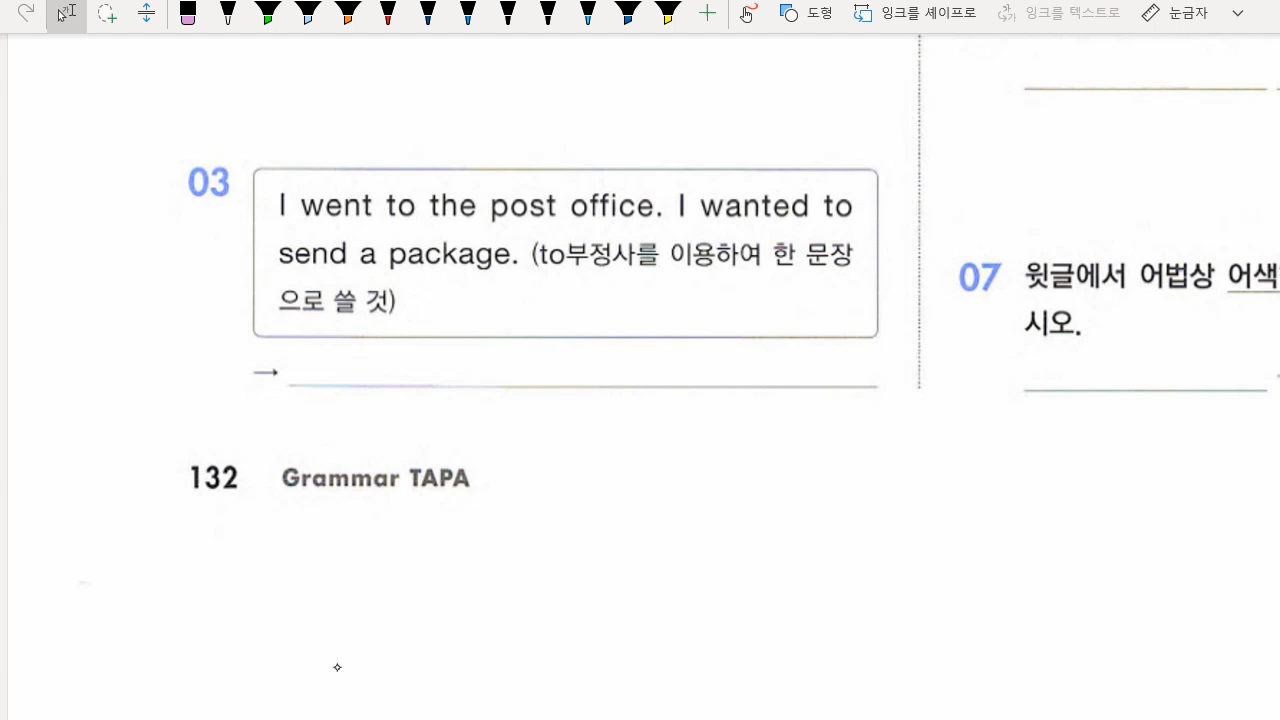 도형
잉크를 셰이프로
잉크를 텍스트로
눈금자
03
I went to the post office. I wanted to
send a package. (to부정사를 이용하여 한 문장
으로 쓸 것)
→
132 Grammar TAPA
07 윗글에서 어법상 어색
시오.